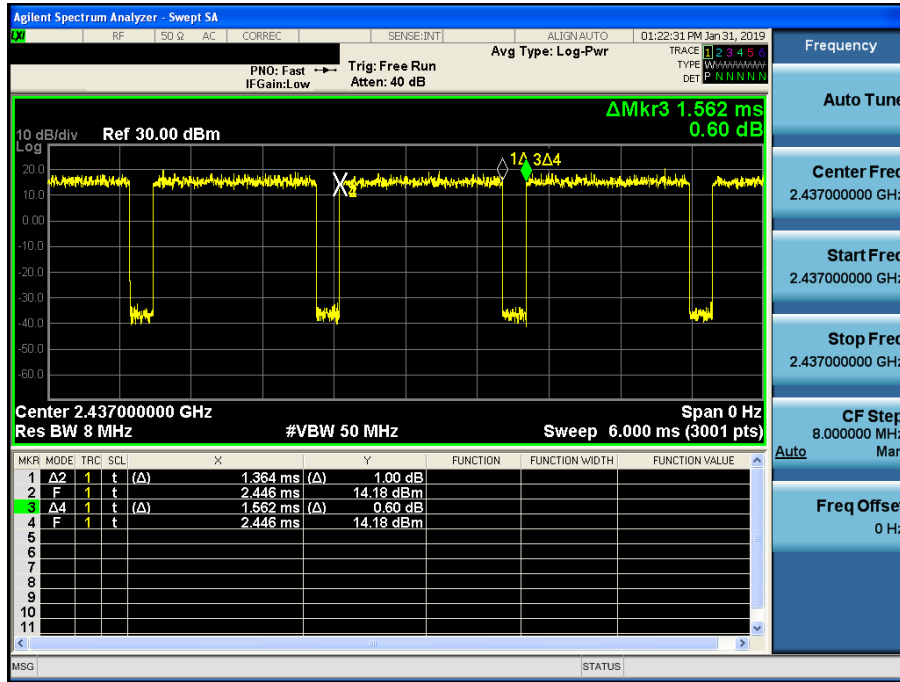 Agilent Spectrum Analyzer - Swept SA
LXI RF 50 Ω AC CORREC SENSE:INT ALIGN AUTO 01:22:31 PM Jan 31, 2019
PNO: Fast
IFGain:Low
Trig: Free Run
Atten: 40 dB
Avg Type: Log-Pwr
TRACE 1 2 3 4 5 6
TYPE WWWWWWW
DET P N N N N N
ΔMkr3 1.562 ms
0.60 dB
10 dB/div Ref 30.00 dBm
Log
20.0
10.0
0.00
-10.0
-20.0
-30.0
-40.0
-50.0
-60.0
1Δ 3Δ4
Center 2.437000000 GHz Span 0 Hz
Res BW 8 MHz #VBW 50 MHz Sweep 6.000 ms (3001 pts)
MKR MODE TRC SCL X Y FUNCTION FUNCTION WIDTH FUNCTION VALUE
1 Δ2 1 t (Δ) 1.364 ms (Δ) 1.00 dB
2 F 1 t 2.446 ms 14.18 dBm
3 Δ4 1 t (Δ) 1.562 ms (Δ) 0.60 dB
4 F 1 t 2.446 ms 14.18 dBm
5
6
7
8
9
10
11
MSG STATUS
Frequency
Auto Tune
Center Freq
2.437000000 GHz
Start Freq
2.437000000 GHz
Stop Freq
2.437000000 GHz
CF Step
8.000000 MHz
Auto Man
Freq Offset
0 Hz